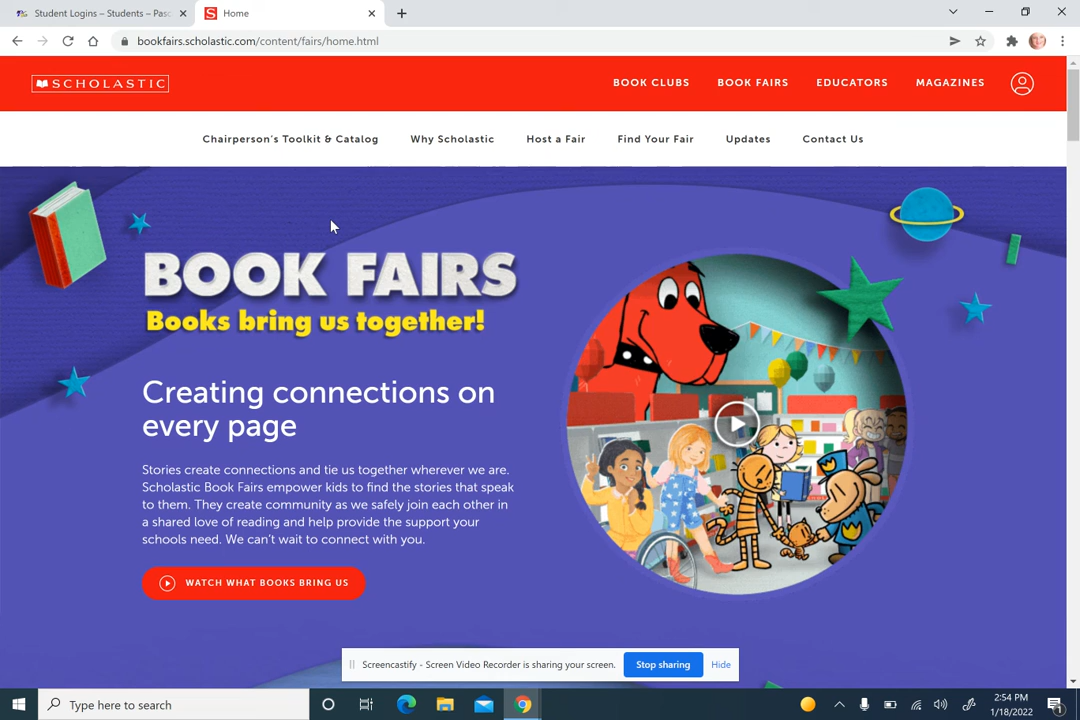 Student Logins – Students – Pasc
Home
bookfairs.scholastic.com/content/fairs/home.html
SCHOLASTIC
BOOK CLUBS BOOK FAIRS EDUCATORS MAGAZINES
Chairperson's Toolkit & Catalog Why Scholastic Host a Fair Find Your Fair Updates Contact Us
BOOK FAIRS
Books bring us together!
Creating connections on
every page
Stories create connections and tie us together wherever we are.
Scholastic Book Fairs empower kids to find the stories that speak
to them. They create community as we safely join each other in
a shared love of reading and help provide the support your
schools need. We can't wait to connect with you.
WATCH WHAT BOOKS BRING US
Screencastify - Screen Video Recorder is sharing your screen. Stop sharing Hide
Type here to search
2:54 PM
1/18/2022